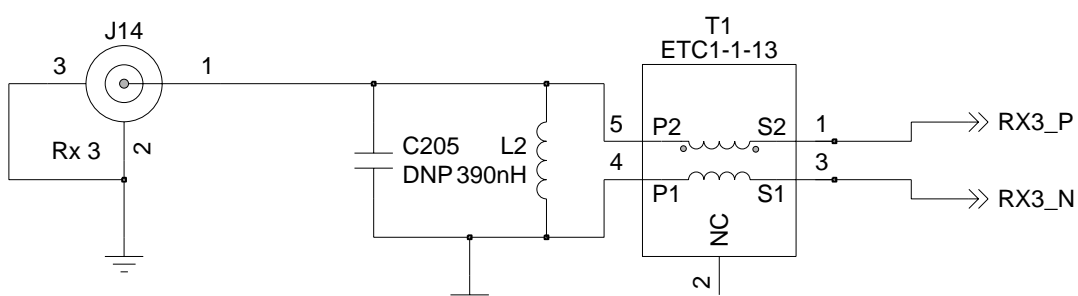 J14
3
1
Rx 3
2
C205
DNP
L2
390nH
T1
ETC1-1-13
5
P2
S2
1
RX3_P
4
P1
S1
3
RX3_N
NC
2